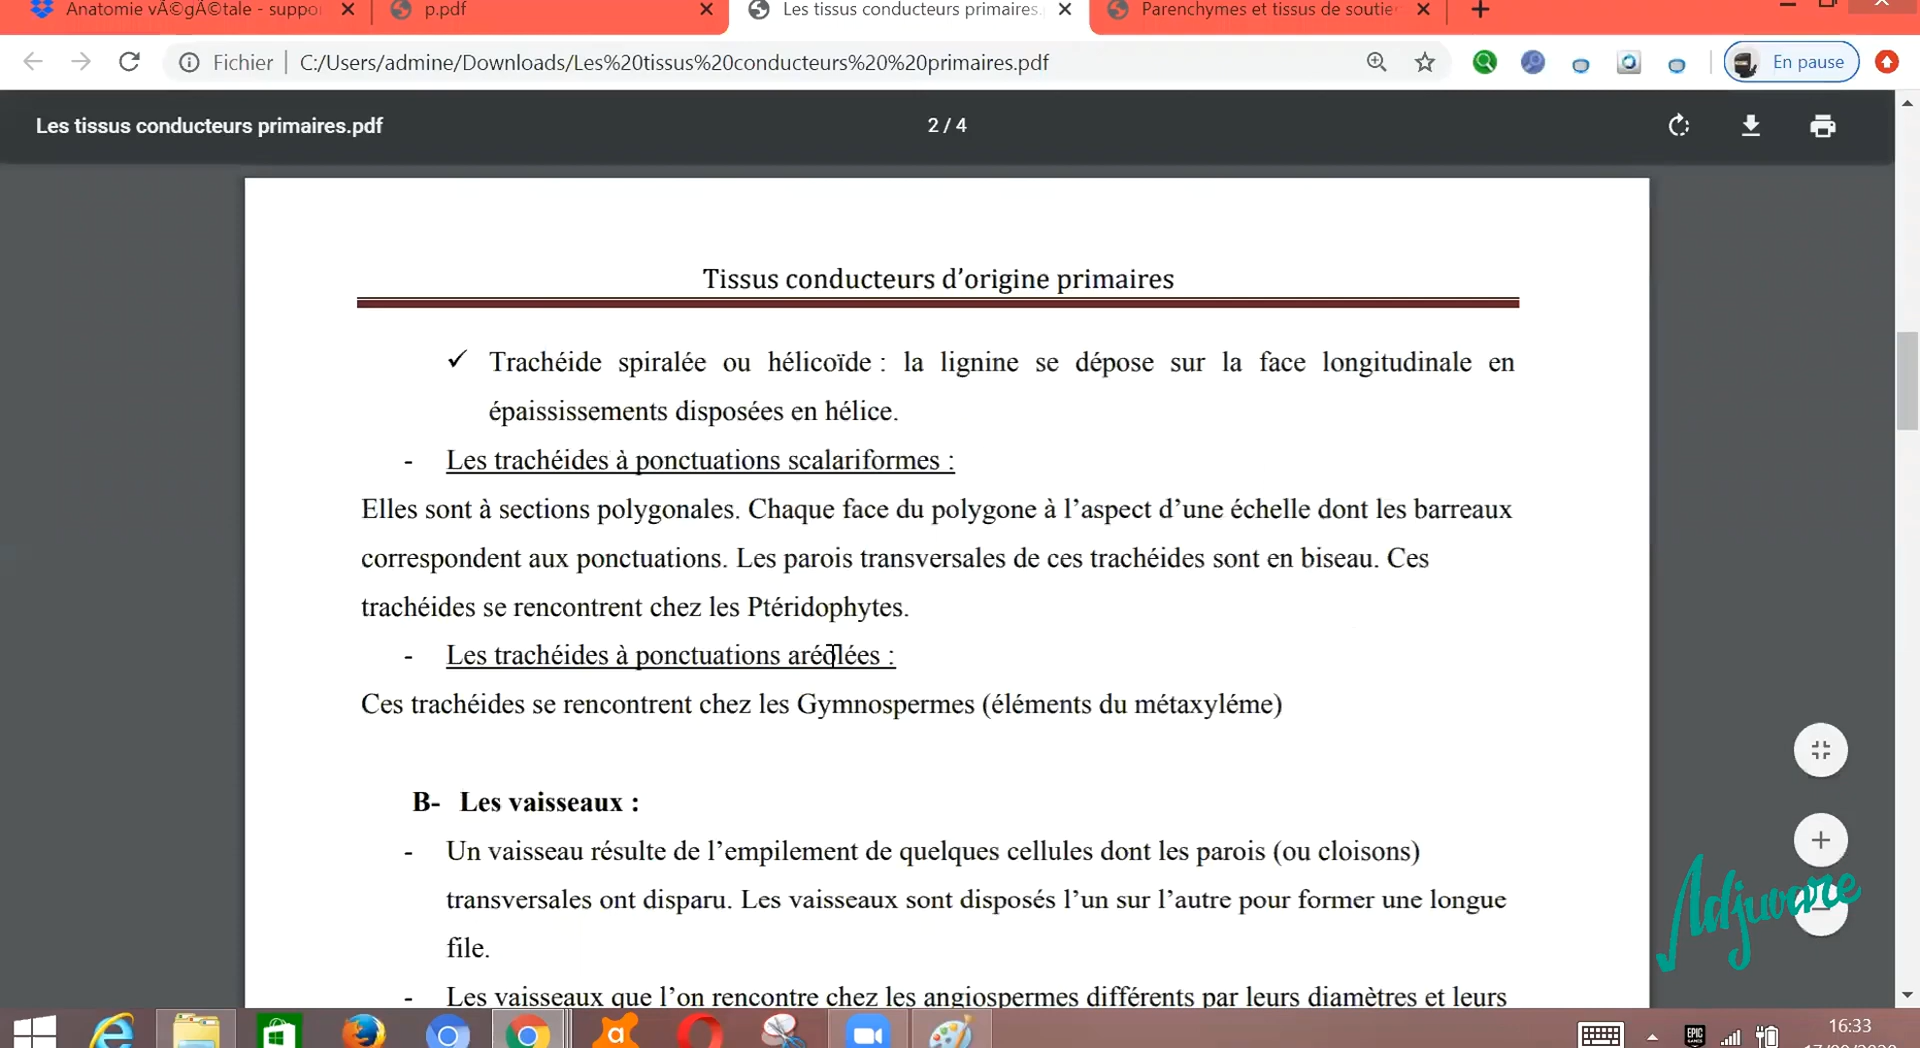 Anatomie vÃ©gÃ©tale - suppo
p.pdf
Les tissus conducteurs primaires.
Parenchymes et tissus de soutie
Fichier
C:/Users/admine/Downloads/Les%20tissus%20conducteurs%20%20primaires.pdf
En pause
Les tissus conducteurs primaires.pdf
2 / 4
Tissus conducteurs d’origine primaires
✓ Trachéide spiralée ou hélicoïde : la lignine se dépose sur la face longitudinale en
épaississements disposées en hélice.
- Les trachéides à ponctuations scalariformes :
Elles sont à sections polygonales. Chaque face du polygone à l’aspect d’une échelle dont les barreaux
correspondent aux ponctuations. Les parois transversales de ces trachéides sont en biseau. Ces
trachéides se rencontrent chez les Ptéridophytes.
- Les trachéides à ponctuations aréolées :
Ces trachéides se rencontrent chez les Gymnospermes (éléments du métaxyléme)
B- Les vaisseaux :
- Un vaisseau résulte de l’empilement de quelques cellules dont les parois (ou cloisons)
transversales ont disparu. Les vaisseaux sont disposés l’un sur l’autre pour former une longue
file.
- Les vaisseaux que l’on rencontre chez les angiospermes différents par leurs diamètres et leurs
Adjuvare
EPIC
16:33